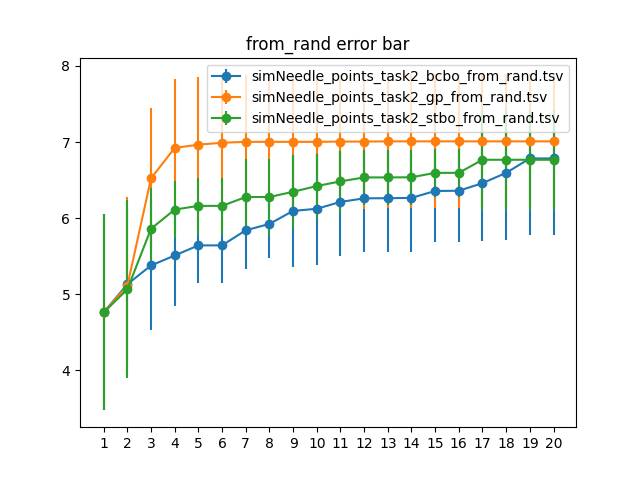 from_rand error bar
8
simNeedle_points_task2_bcbo_from_rand.tsv
simNeedle_points_task2_gp_from_rand.tsv
simNeedle_points_task2_stbo_from_rand.tsv
7
6
5
4
1 2 3 4 5 6 7 8 9 10 11 12 13 14 15 16 17 18 19 20